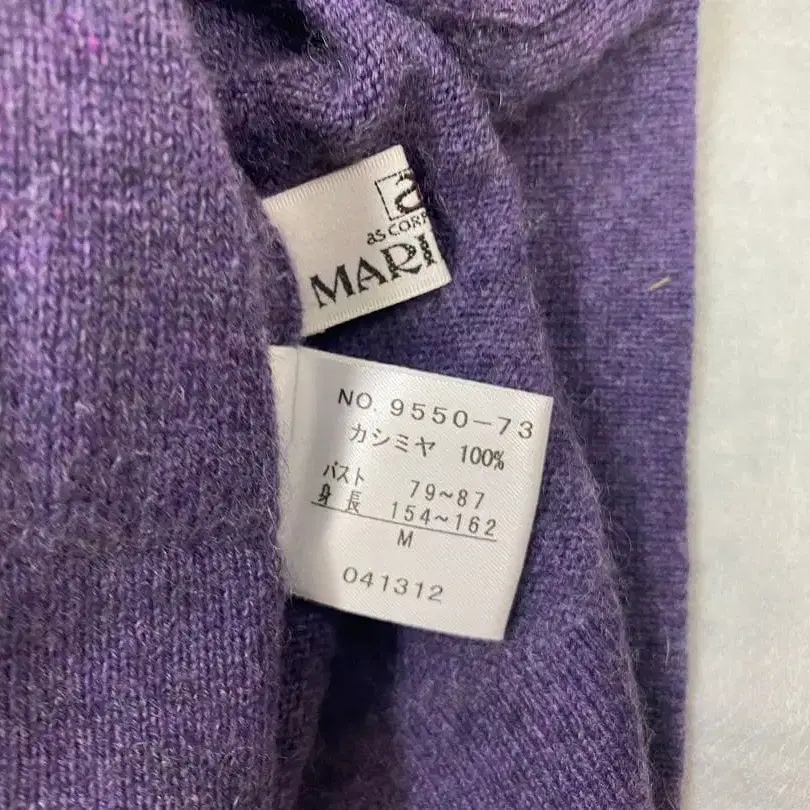 as CORP
MARI
NO. 9550-73
カシミヤ 100%
バスト 79~87
身長 154~162
M
041312